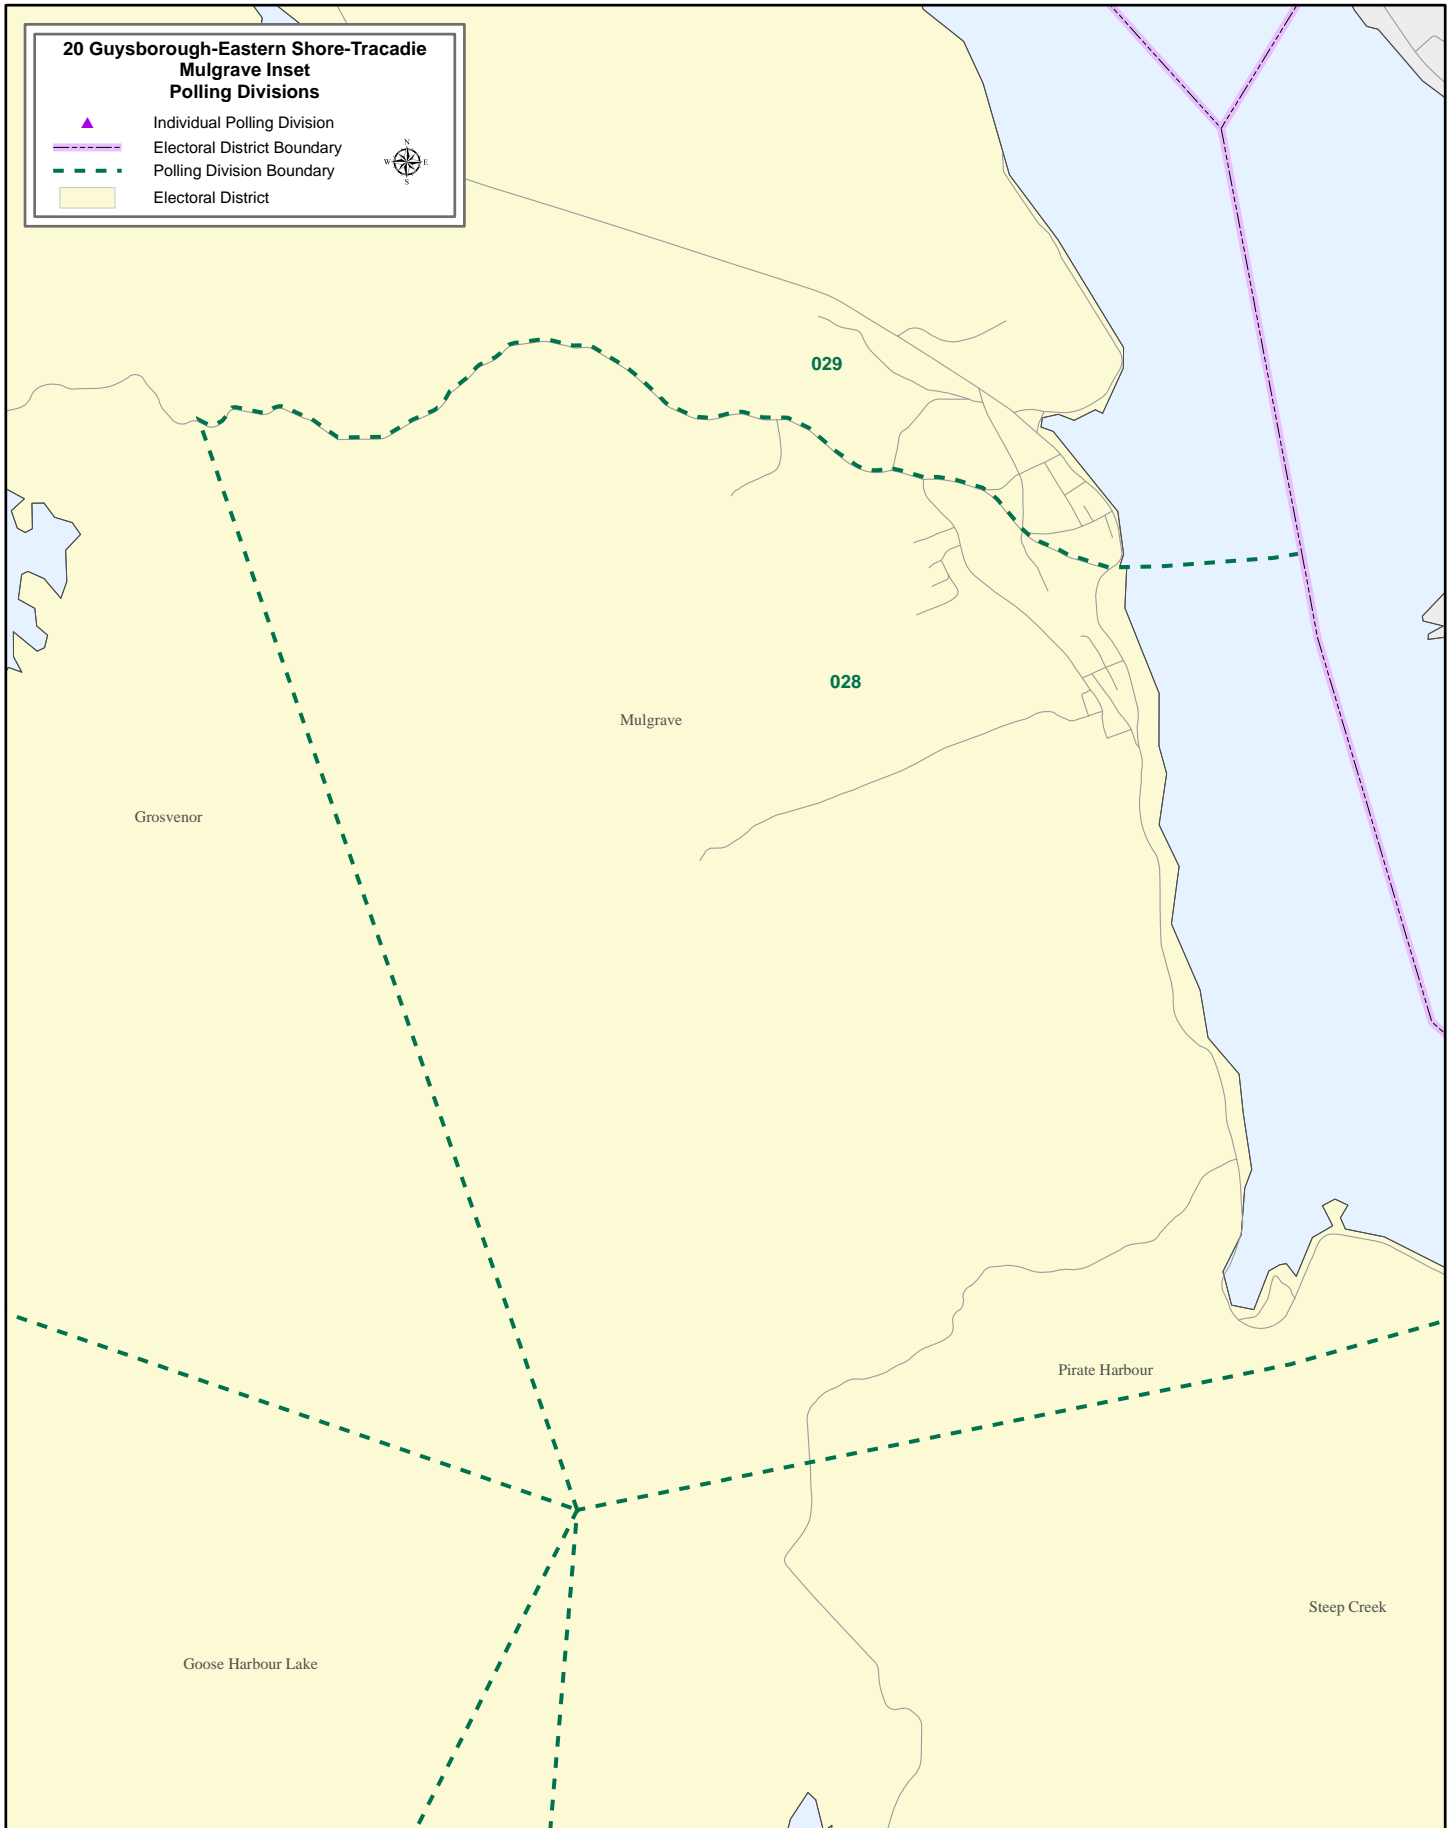 20 Guysborough-Eastern Shore-Tracadie
Mulgrave Inset
Polling Divisions
Individual Polling Division
Electoral District Boundary
Polling Division Boundary
Electoral District
N
W E
S
029
028
Mulgrave
Grosvenor
Pirate Harbour
Steep Creek
Goose Harbour Lake